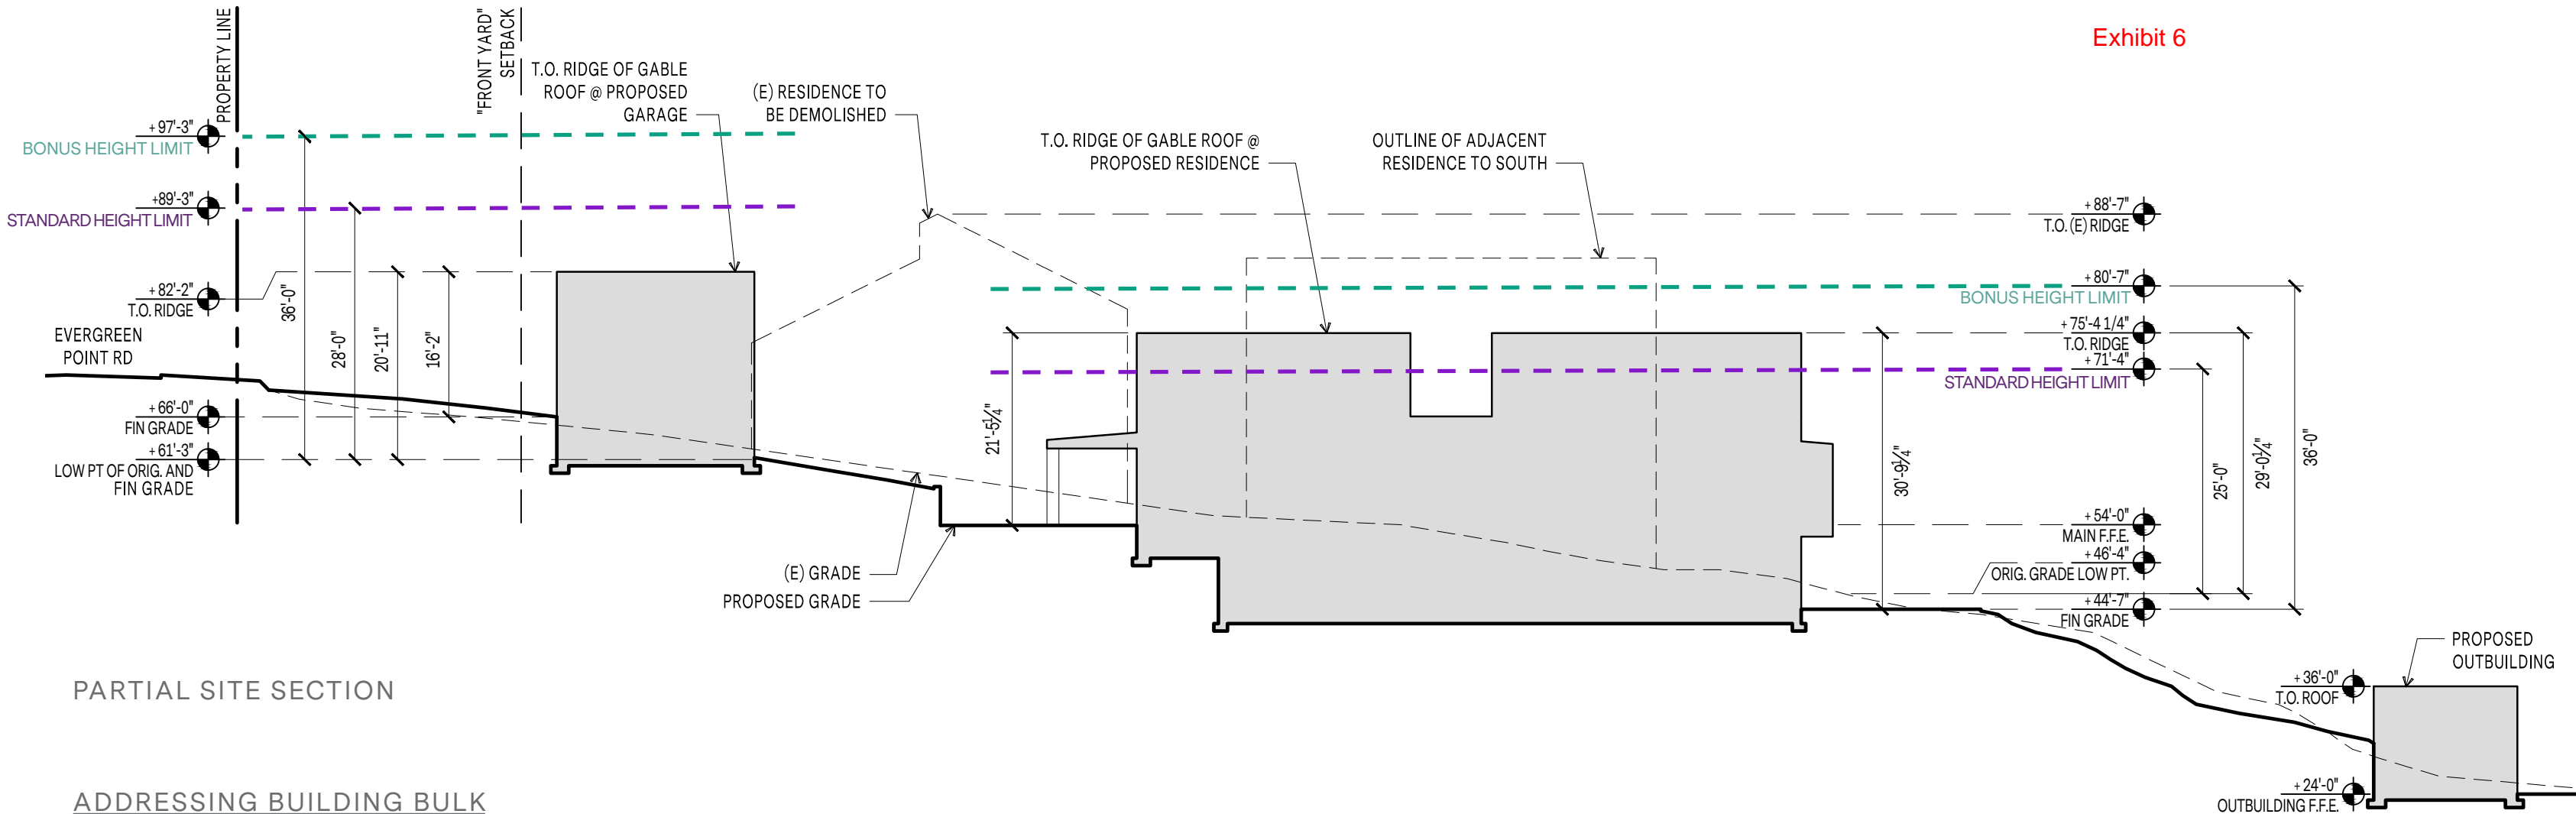 Exhibit 6
PROPERTY LINE
"FRONT YARD"
SETBACK
T.O. RIDGE OF GABLE
ROOF @ PROPOSED
GARAGE
(E) RESIDENCE TO
BE DEMOLISHED
T.O. RIDGE OF GABLE ROOF @
PROPOSED RESIDENCE
OUTLINE OF ADJACENT
RESIDENCE TO SOUTH
+97'-3"
BONUS HEIGHT LIMIT
+89'-3"
STANDARD HEIGHT LIMIT
+82'-2"
T.O. RIDGE
EVERGREEN
POINT RD
+66'-0"
FIN GRADE
+61'-3"
LOW PT OF ORIG. AND
FIN GRADE
36'-0"
28'-0"
20'-11"
16'-2"
21'-5¼"
(E) GRADE
PROPOSED GRADE
+88'-7"
T.O. (E) RIDGE
+80'-7"
BONUS HEIGHT LIMIT
+75'-4 1/4"
T.O. RIDGE
+71'-4"
STANDARD HEIGHT LIMIT
30'-9¼"
25'-0"
29'-0¼"
36'-0"
+54'-0"
MAIN F.F.E.
+46'-4"
ORIG. GRADE LOW PT.
+44'-7"
FIN GRADE
PROPOSED
OUTBUILDING
+36'-0"
T.O. ROOF
+24'-0"
OUTBUILDING F.F.E.
PARTIAL SITE SECTION
ADDRESSING BUILDING BULK